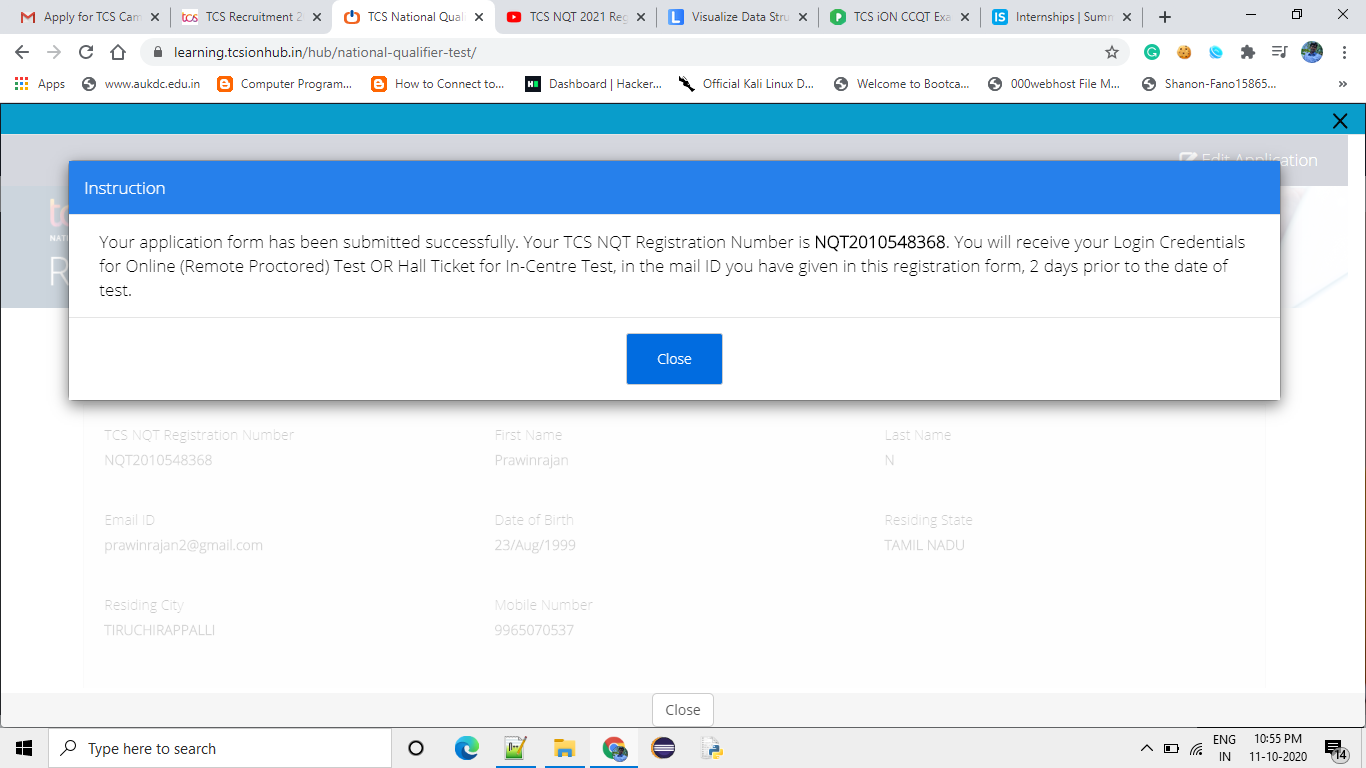 Apply for TCS Cam
TCS Recruitment 2
TCS National Qual
TCS NQT 2021 Reg
Visualize Data Stru
TCS iON CCQT Exa
Internships | Summ
learning.tcsionhub.in/hub/national-qualifier-test/
Apps
www.aukdc.edu.in
Computer Program...
How to Connect to...
Dashboard | Hacker...
Official Kali Linux D...
Welcome to Bootca...
000webhost File M...
Shanon-Fano15865...
Edit Application
Instruction
Your application form has been submitted successfully. Your TCS NQT Registration Number is NQT2010548368. You will receive your Login Credentials
for Online (Remote Proctored) Test OR Hall Ticket for In-Centre Test, in the mail ID you have given in this registration form, 2 days prior to the date of
test.
Close
TCS NQT Registration Number
First Name
Last Name
NQT2010548368
Prawinrajan
N
Email ID
Date of Birth
Residing State
prawinrajan2@gmail.com
23/Aug/1999
TAMIL NADU
Residing City
Mobile Number
TIRUCHIRAPPALLI
9965070537
Close
Type here to search
ENG
IN
10:55 PM
11-10-2020
14